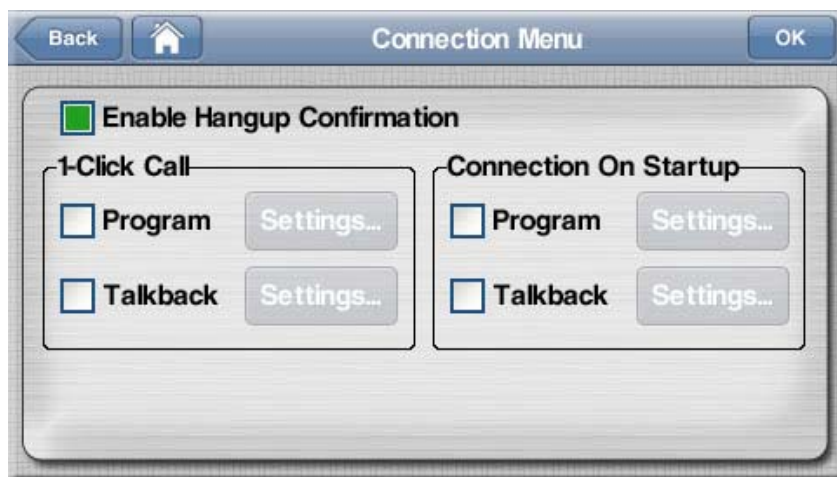 Back
Connection Menu
OK
Enable Hangup Confirmation
1-Click Call
Program
Settings...
Talkback
Settings...
Connection On Startup
Program
Settings...
Talkback
Settings...